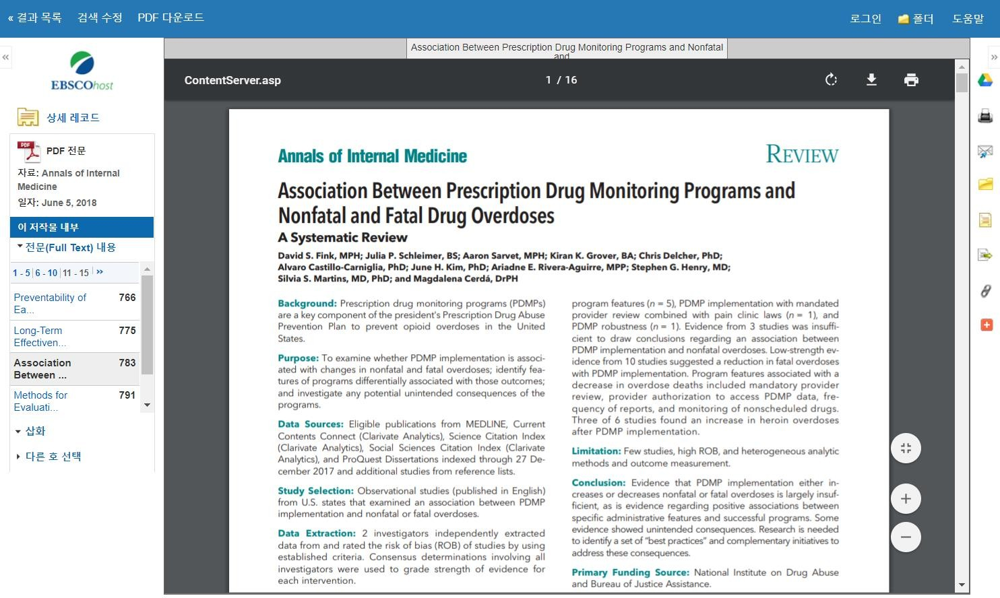 « 결과 목록 검색 수정 PDF 다운로드 로그인 폴더 도움말
«
EBSCOhost
상세 레코드
PDF
PDF 전문
자료: Annals of Internal
Medicine
일자: June 5, 2018
이 저작물 내부
전문(Full Text) 내용
1 - 5 | 6 - 10 | 11 - 15 | »
Preventability of
Ea... 766
Long-Term
Effectiven... 775
Association
Between ... 783
Methods for
Evaluati... 791
삽화
다른 호 선택
Association Between Prescription Drug Monitoring Programs and Nonfatal
and
ContentServer.asp 1 / 16
Annals of Internal Medicine REVIEW
Association Between Prescription Drug Monitoring Programs and
Nonfatal and Fatal Drug Overdoses
A Systematic Review
David S. Fink, MPH; Julia P. Schleimer, BS; Aaron Sarvet, MPH; Kiran K. Grover, BA; Chris Delcher, PhD;
Alvaro Castillo-Carniglia, PhD; June H. Kim, PhD; Ariadne E. Rivera-Aguirre, MPP; Stephen G. Henry, MD;
Silvia S. Martins, MD, PhD; and Magdalena Cerdá, DrPH
Background: Prescription drug monitoring programs (PDMPs)
are a key component of the president's Prescription Drug Abuse
Prevention Plan to prevent opioid overdoses in the United
States.
Purpose: To examine whether PDMP implementation is associ-
ated with changes in nonfatal and fatal overdoses; identify fea-
tures of programs differentially associated with those outcomes;
and investigate any potential unintended consequences of the
programs.
Data Sources: Eligible publications from MEDLINE, Current
Contents Connect (Clarivate Analytics), Science Citation Index
(Clarivate Analytics), Social Sciences Citation Index (Clarivate
Analytics), and ProQuest Dissertations indexed through 27 De-
cember 2017 and additional studies from reference lists.
Study Selection: Observational studies (published in English)
from U.S. states that examined an association between PDMP
implementation and nonfatal or fatal overdoses.
Data Extraction: 2 investigators independently extracted
data from and rated the risk of bias (ROB) of studies by using
established criteria. Consensus determinations involving all
investigators were used to grade strength of evidence for
each intervention.
program features (n = 5), PDMP implementation with mandated
provider review combined with pain clinic laws (n = 1), and
PDMP robustness (n = 1). Evidence from 3 studies was insuffi-
cient to draw conclusions regarding an association between
PDMP implementation and nonfatal overdoses. Low-strength ev-
idence from 10 studies suggested a reduction in fatal overdoses
with PDMP implementation. Program features associated with a
decrease in overdose deaths included mandatory provider
review, provider authorization to access PDMP data, fre-
quency of reports, and monitoring of nonscheduled drugs.
Three of 6 studies found an increase in heroin overdoses
after PDMP implementation.
Limitation: Few studies, high ROB, and heterogeneous analytic
methods and outcome measurement.
Conclusion: Evidence that PDMP implementation either in-
creases or decreases nonfatal or fatal overdoses is largely insuf-
ficient, as is evidence regarding positive associations between
specific administrative features and successful programs. Some
evidence showed unintended consequences. Research is needed
to identify a set of "best practices" and complementary initiatives to
address these consequences.
Primary Funding Source: National Institute on Drug Abuse
and Bureau of Justice Assistance.
»